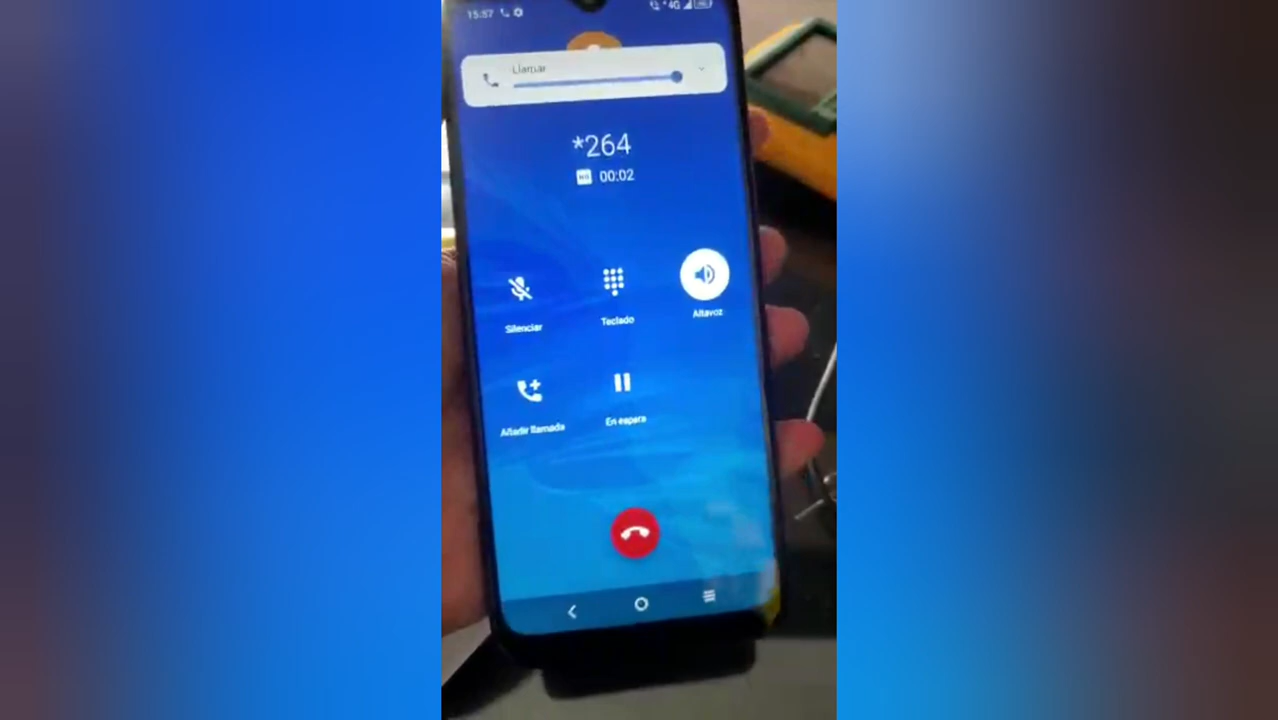 15:57
4G
Llamar
*264
HD 00:02
Silenciar
Teclado
Altavoz
Añadir llamada
En espera